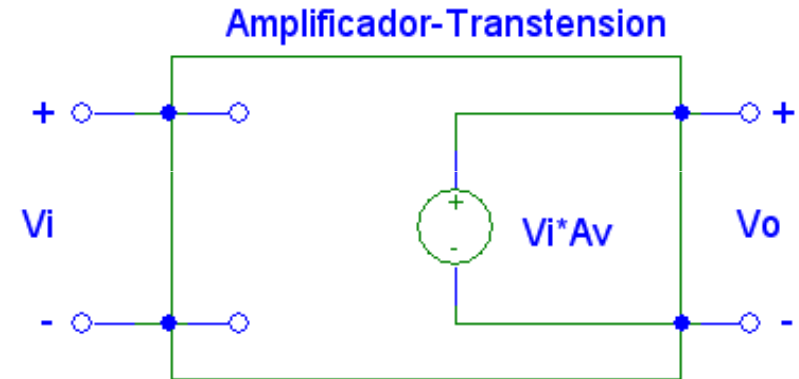 Amplificador-Transtension
+ +
+
Vi Vi*Av Vo
-
- -